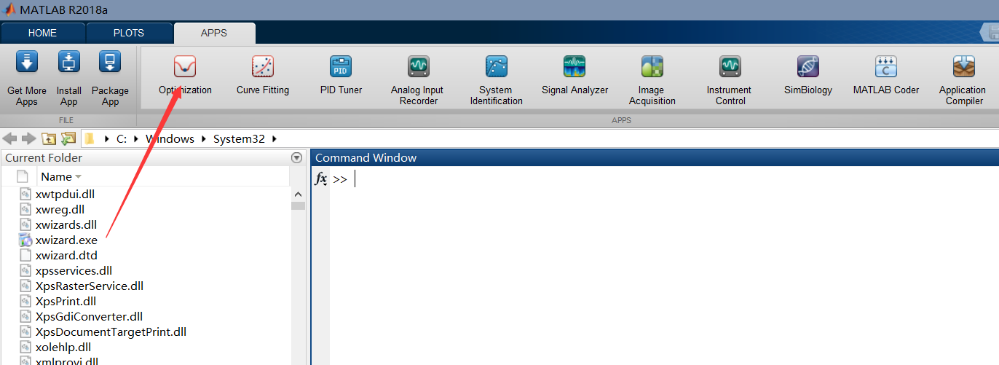 MATLAB R2018a
HOME
PLOTS
APPS
Get More Apps
Install App
Package App
Optimization
Curve Fitting
PID Tuner
PID
Analog Input Recorder
System Identification
Signal Analyzer
Image Acquisition
Instrument Control
SimBiology
MATLAB Coder
C
Application Compiler
FILE
APPS
C: Windows System32
Current Folder
Command Window
Name
fx >>
xwtpdui.dll
xwreg.dll
xwizards.dll
xwizard.exe
xwizard.dtd
xpsservices.dll
XpsRasterService.dll
XpsPrint.dll
XpsGdiConverter.dll
XpsDocumentTargetPrint.dll
xolehlp.dll
xmlprovi.dll